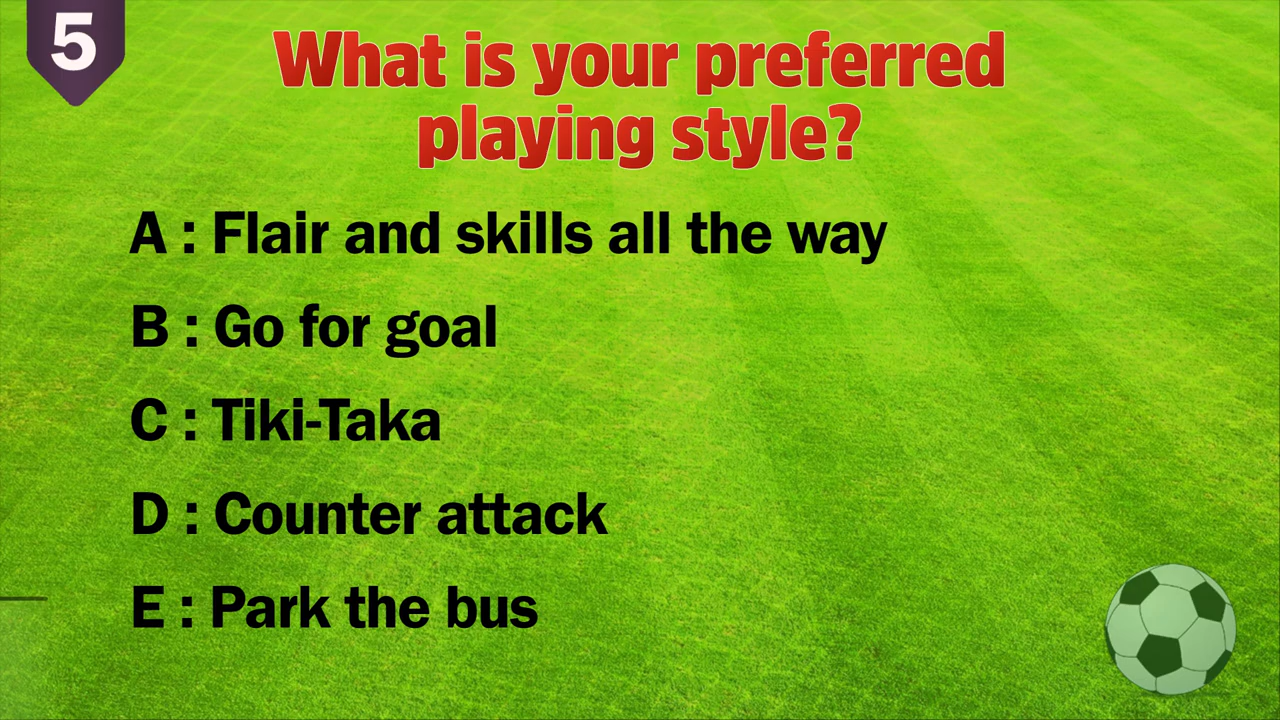 5
What is your preferred
playing style?
A : Flair and skills all the way
B : Go for goal
C : Tiki-Taka
D : Counter attack
E : Park the bus